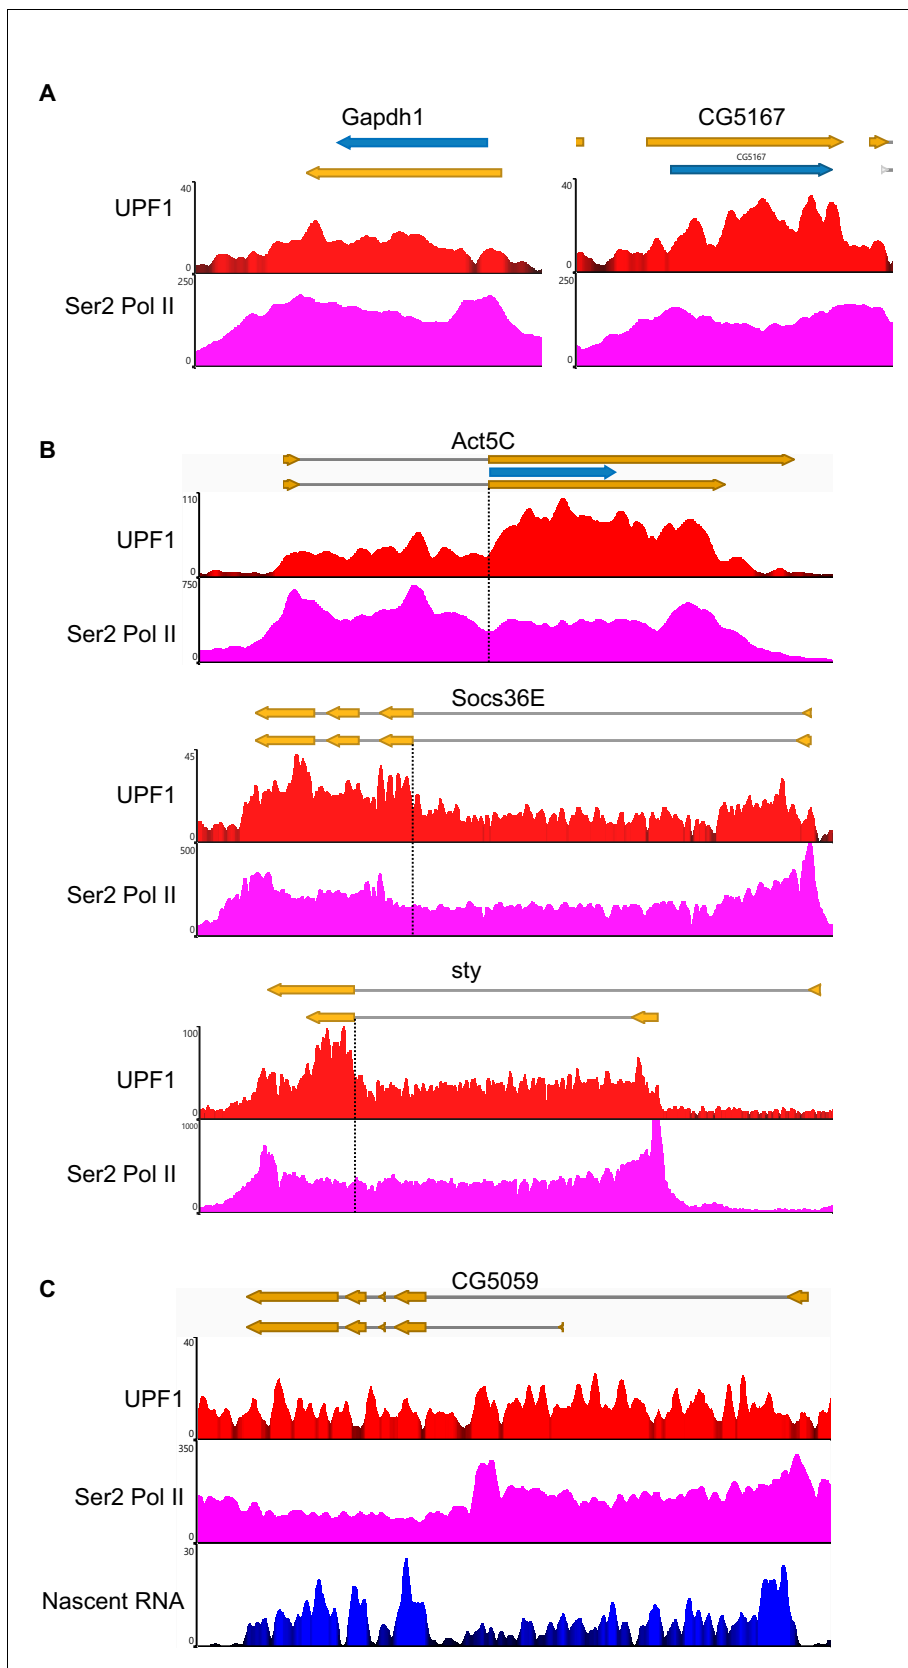 A
Gapdh1
CG5167
CG5167
UPF1
40
0
40
0
Ser2 Pol II
250
0
250
0
B
Act5C
UPF1
110
0
Ser2 Pol II
750
0
Socs36E
UPF1
45
0
Ser2 Pol II
500
0
sty
UPF1
100
0
Ser2 Pol II
1000
0
C
CG5059
UPF1
40
0
Ser2 Pol II
350
0
Nascent RNA
30
0